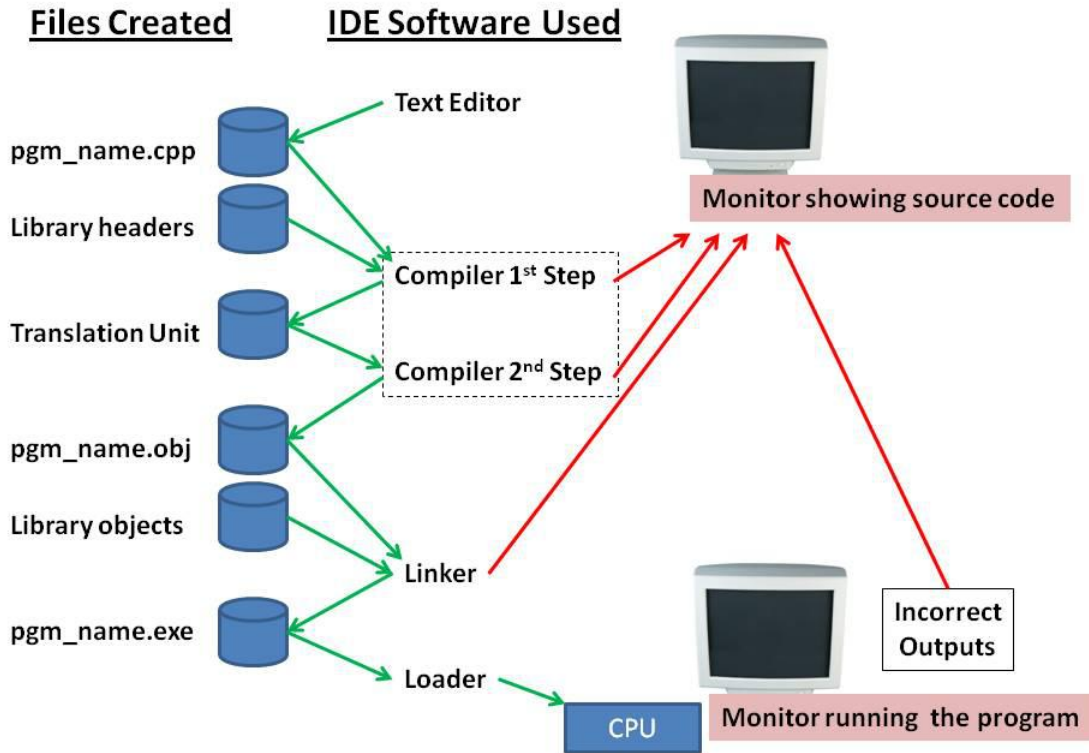 Files Created
IDE Software Used
Text Editor
pgm_name.cpp
Library headers
Monitor showing source code
Compiler 1st Step
Translation Unit
Compiler 2nd Step
pgm_name.obj
Library objects
Linker
pgm_name.exe
Incorrect
Outputs
Loader
CPU
Monitor running the program